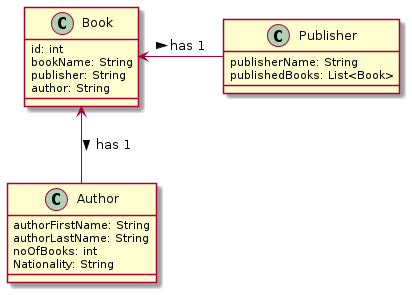 C Book
id: int
bookName: String
publisher: String
author: String
has 1
C Publisher
publisherName: String
publishedBooks: List<Book>
has 1
C Author
authorFirstName: String
authorLastName: String
noOfBooks: int
Nationality: String